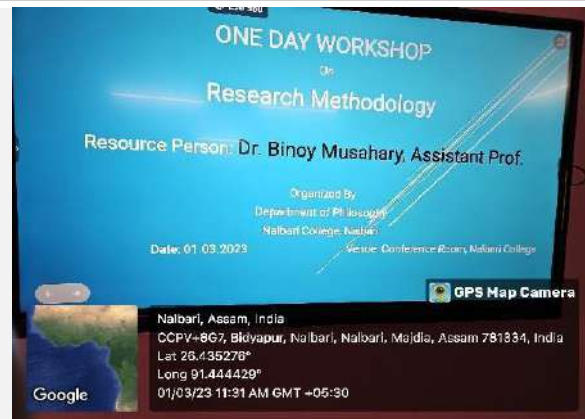 ONE DAY WORKSHOP
On
Research Methodology
Resource Person: Dr. Binoy Musahary, Assistant Prof.
Organized By
Department of Philosophy
Nalbari College, Nalbari
Date: 01.03.2023
Venue: Conference Room, Nalbari College
GPS Map Camera
Nalbari, Assam, India
CCPV+8G7, Bidyapur, Nalbari, Nalbari, Majdia, Assam 781334, India
Lat 26.435276°
Long 91.444429°
01/03/23 11:31 AM GMT +05:30
Google